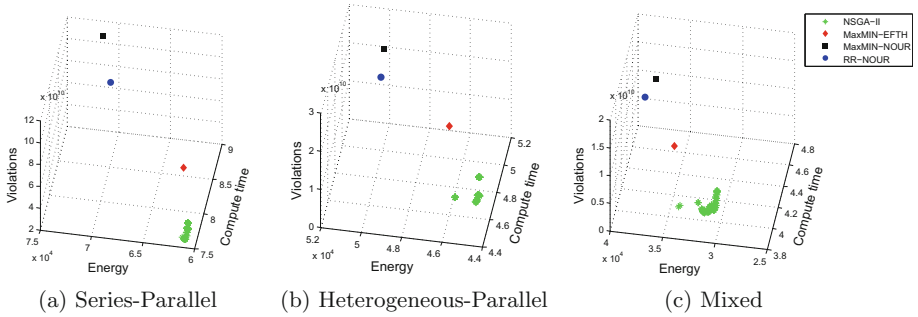 NSGA−II
MaxMIN−EFTH
MaxMIN−NOUR
RR−NOUR
x 10^10
12
10
8
6
4
2
Violations
7.5
7
6.5
6
x 10^4
Energy
7.5
8
8.5
9
Compute time
(a) Series-Parallel
x 10^10
3
2
1
0
Violations
5.2
5
4.8
4.6
4.4
x 10^4
Energy
4.4
4.6
4.8
5
5.2
Compute time
(b) Heterogeneous-Parallel
x 10^10
2
1.5
1
0.5
0
Violations
4
3.5
3
2.5
x 10^4
Energy
3.8
4
4.2
4.4
4.6
4.8
Compute time
(c) Mixed